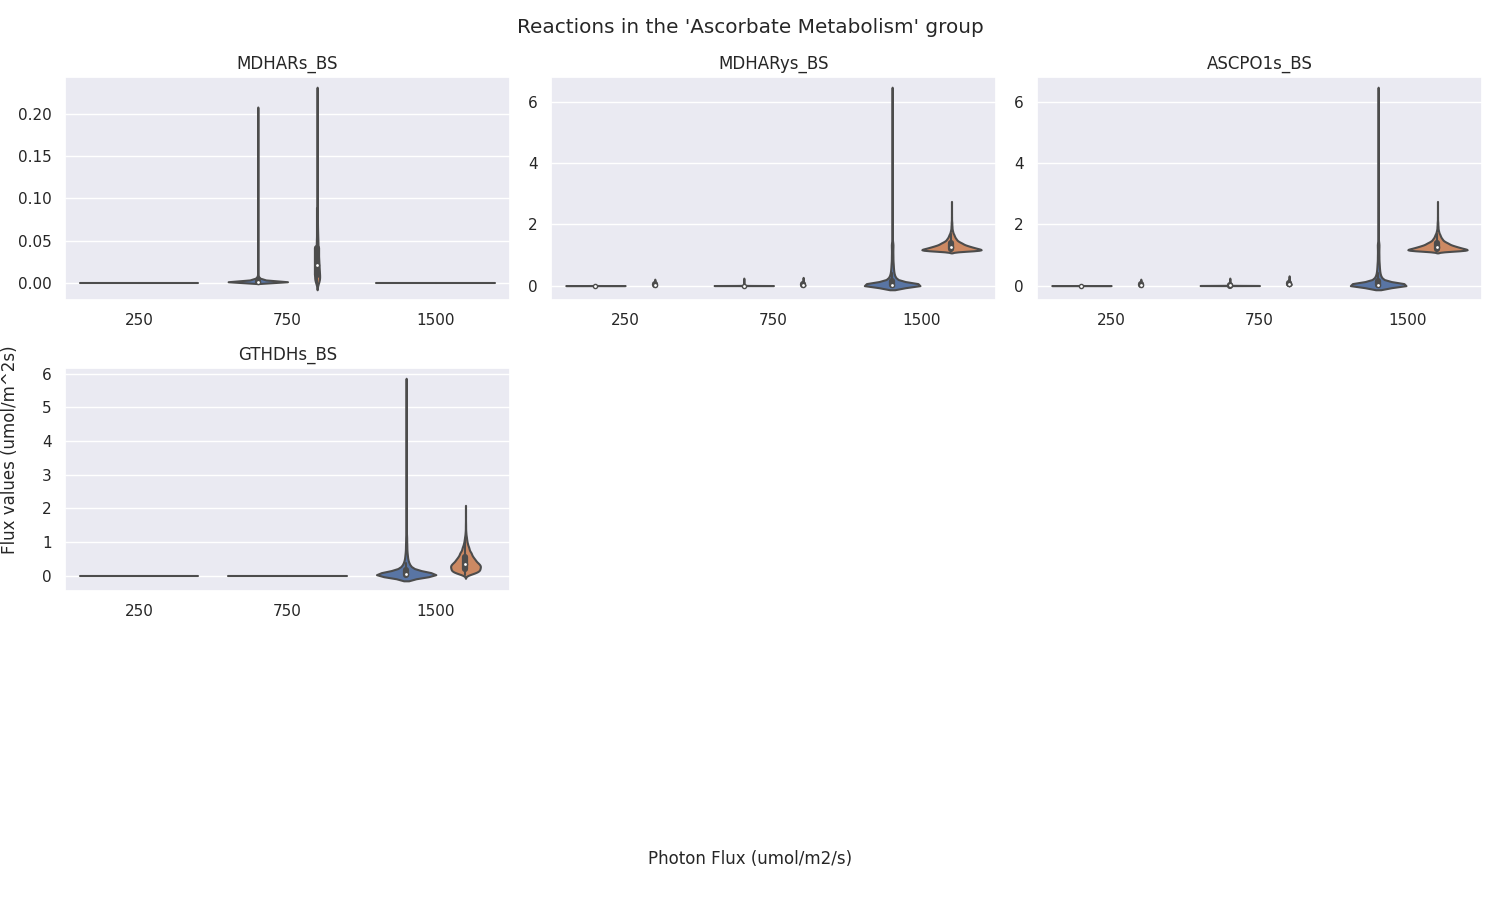 Reactions in the 'Ascorbate Metabolism' group
MDHARs_BS
0.20
0.15
0.10
0.05
0.00
250 750 1500
MDHARys_BS
6
4
2
0
250 750 1500
ASCPO1s_BS
6
4
2
0
250 750 1500
GTHDHs_BS
6
5
4
3
2
1
0
250 750 1500
Flux values (umol/m^2s)
Photon Flux (umol/m2/s)